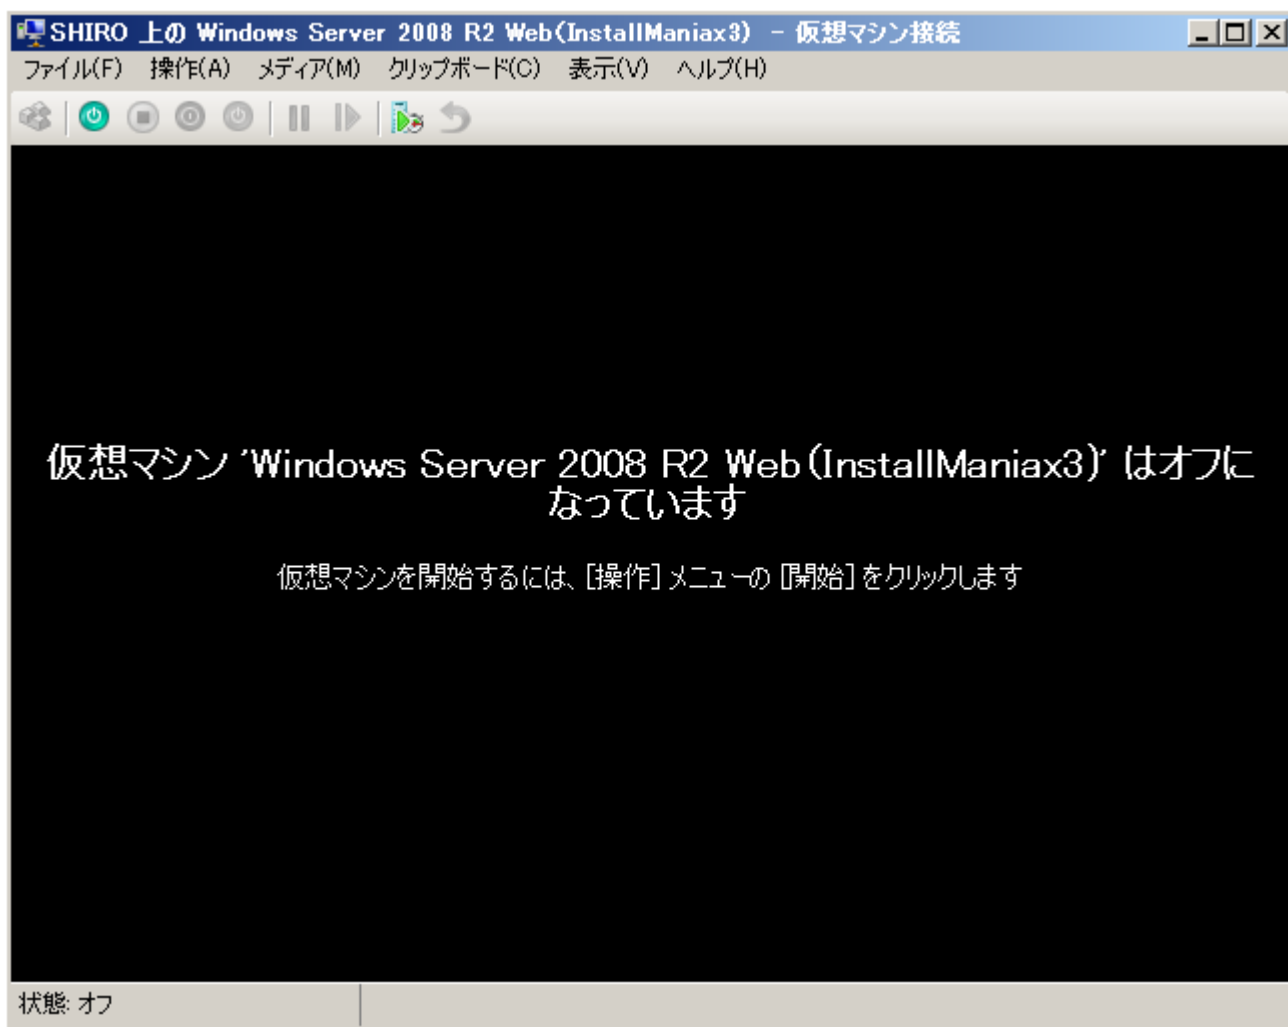 SHIRO 上の Windows Server 2008 R2 Web(InstallManiax3) - 仮想マシン接続
ファイル(F) 操作(A) メディア(M) クリップボード(C) 表示(V) ヘルプ(H)
仮想マシン 'Windows Server 2008 R2 Web(InstallManiax3)' はオフに
なっています
仮想マシンを開始するには、[操作] メニューの [開始] をクリックします
状態: オフ